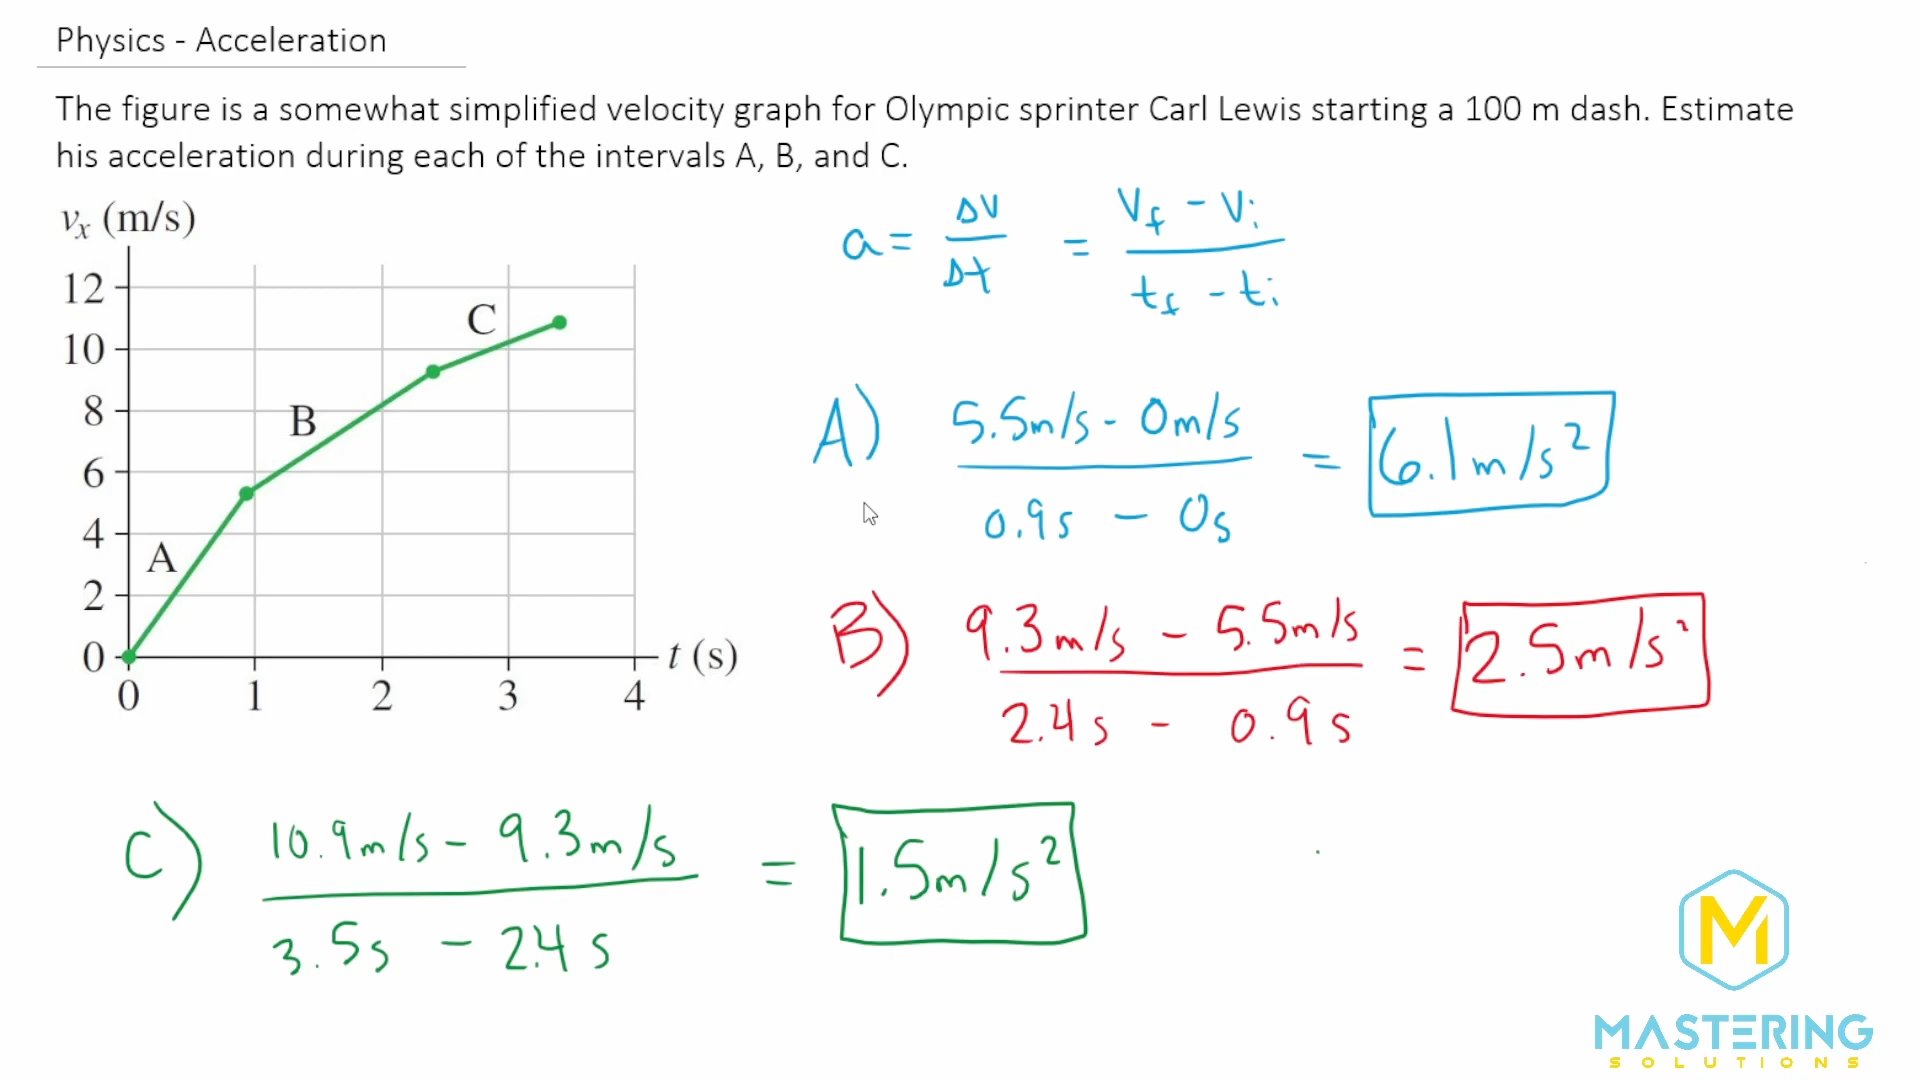 Physics - Acceleration
The figure is a somewhat simplified velocity graph for Olympic sprinter Carl Lewis starting a 100 m dash. Estimate
his acceleration during each of the intervals A, B, and C.
vₓ (m/s)
12
10
8
6
4
2
0
0 1 2 3 4
t (s)
A
B
C
a = Δv/Δt = (Vf - Vi)/(tf - ti)
A) (5.5m/s - 0m/s)/(0.9s - 0s) = 6.1m/s²
B) (9.3m/s - 5.5m/s)/(2.4s - 0.9s) = 2.5m/s²
C) (10.9m/s - 9.3m/s)/(3.5s - 2.4s) = 1.5m/s²
M
MASTERING
SOLUTIONS